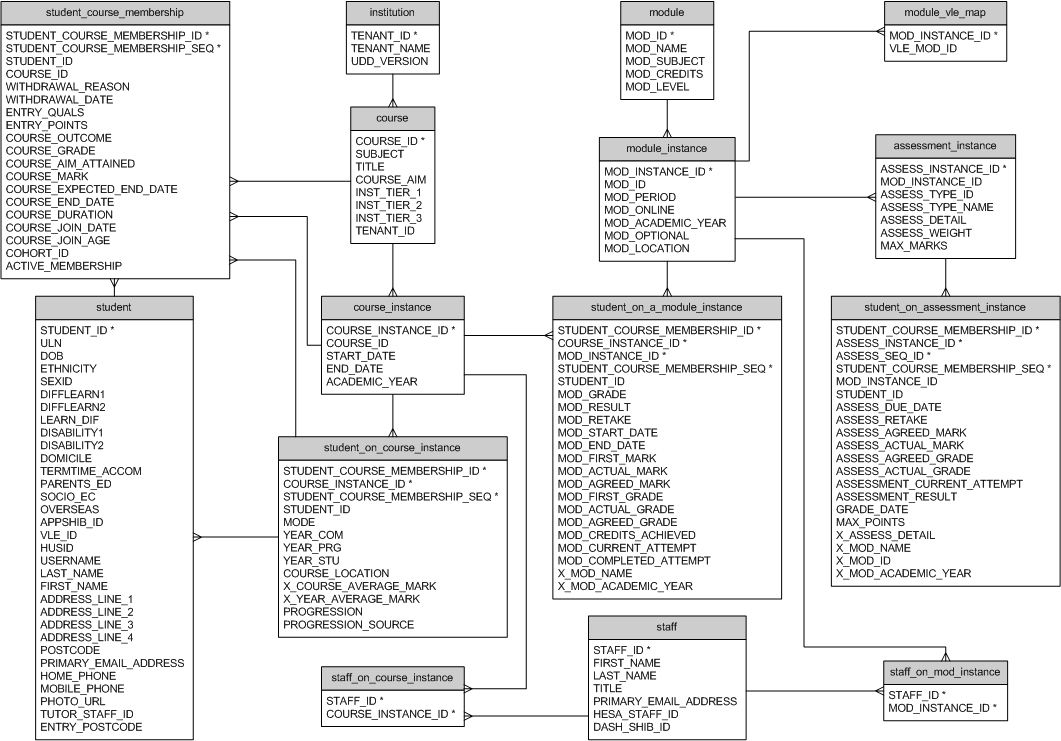 student_course_membership
STUDENT_COURSE_MEMBERSHIP_ID *
STUDENT_COURSE_MEMBERSHIP_SEQ *
STUDENT_ID
COURSE_ID
WITHDRAWAL_REASON
WITHDRAWAL_DATE
ENTRY_QUALS
ENTRY_POINTS
COURSE_OUTCOME
COURSE_GRADE
COURSE_AIM_ATTAINED
COURSE_MARK
COURSE_EXPECTED_END_DATE
COURSE_END_DATE
COURSE_DURATION
COURSE_JOIN_DATE
COURSE_JOIN_AGE
COHORT_ID
ACTIVE_MEMBERSHIP
institution
TENANT_ID *
TENANT_NAME
UDD_VERSION
course
COURSE_ID *
SUBJECT
TITLE
COURSE_AIM
INST_TIER_1
INST_TIER_2
INST_TIER_3
TENANT_ID
module
MOD_ID *
MOD_NAME
MOD_SUBJECT
MOD_CREDITS
MOD_LEVEL
module_vle_map
MOD_INSTANCE_ID *
VLE_MOD_ID
module_instance
MOD_INSTANCE_ID *
MOD_ID
MOD_PERIOD
MOD_ONLINE
MOD_ACADEMIC_YEAR
MOD_OPTIONAL
MOD_LOCATION
assessment_instance
ASSESS_INSTANCE_ID *
MOD_INSTANCE_ID
ASSESS_TYPE_ID
ASSESS_TYPE_NAME
ASSESS_DETAIL
ASSESS_WEIGHT
MAX_MARKS
student
STUDENT_ID *
ULN
DOB
ETHNICITY
SEXID
DIFFLEARN1
DIFFLEARN2
LEARN_DIF
DISABILITY1
DISABILITY2
DOMICILE
TERMTIME_ACCOM
PARENTS_ED
SOCIO_EC
OVERSEAS
APPSHIB_ID
VLE_ID
HUSID
USERNAME
LAST_NAME
FIRST_NAME
ADDRESS_LINE_1
ADDRESS_LINE_2
ADDRESS_LINE_3
ADDRESS_LINE_4
POSTCODE
PRIMARY_EMAIL_ADDRESS
HOME_PHONE
MOBILE_PHONE
PHOTO_URL
TUTOR_STAFF_ID
ENTRY_POSTCODE
course_instance
COURSE_INSTANCE_ID *
COURSE_ID
START_DATE
END_DATE
ACADEMIC_YEAR
student_on_course_instance
STUDENT_COURSE_MEMBERSHIP_ID *
COURSE_INSTANCE_ID *
STUDENT_COURSE_MEMBERSHIP_SEQ *
STUDENT_ID
MODE
YEAR_COM
YEAR_PRG
YEAR_STU
COURSE_LOCATION
X_COURSE_AVERAGE_MARK
X_YEAR_AVERAGE_MARK
PROGRESSION
PROGRESSION_SOURCE
student_on_a_module_instance
STUDENT_COURSE_MEMBERSHIP_ID *
COURSE_INSTANCE_ID *
MOD_INSTANCE_ID *
STUDENT_COURSE_MEMBERSHIP_SEQ *
STUDENT_ID
MOD_GRADE
MOD_RESULT
MOD_RETAKE
MOD_START_DATE
MOD_END_DATE
MOD_FIRST_MARK
MOD_ACTUAL_MARK
MOD_AGREED_MARK
MOD_FIRST_GRADE
MOD_ACTUAL_GRADE
MOD_AGREED_GRADE
MOD_CREDITS_ACHIEVED
MOD_CURRENT_ATTEMPT
MOD_COMPLETED_ATTEMPT
X_MOD_NAME
X_MOD_ACADEMIC_YEAR
student_on_assessment_instance
STUDENT_COURSE_MEMBERSHIP_ID *
ASSESS_INSTANCE_ID *
ASSESS_SEQ_ID *
STUDENT_COURSE_MEMBERSHIP_SEQ *
MOD_INSTANCE_ID
STUDENT_ID
ASSESS_DUE_DATE
ASSESS_RETAKE
ASSESS_AGREED_MARK
ASSESS_ACTUAL_MARK
ASSESS_AGREED_GRADE
ASSESS_ACTUAL_GRADE
ASSESSMENT_CURRENT_ATTEMPT
ASSESSMENT_RESULT
GRADE_DATE
MAX_POINTS
X_ASSESS_DETAIL
X_MOD_NAME
X_MOD_ID
X_MOD_ACADEMIC_YEAR
staff_on_course_instance
STAFF_ID *
COURSE_INSTANCE_ID *
staff
STAFF_ID *
FIRST_NAME
LAST_NAME
TITLE
PRIMARY_EMAIL_ADDRESS
HESA_STAFF_ID
DASH_SHIB_ID
staff_on_mod_instance
STAFF_ID *
MOD_INSTANCE_ID *